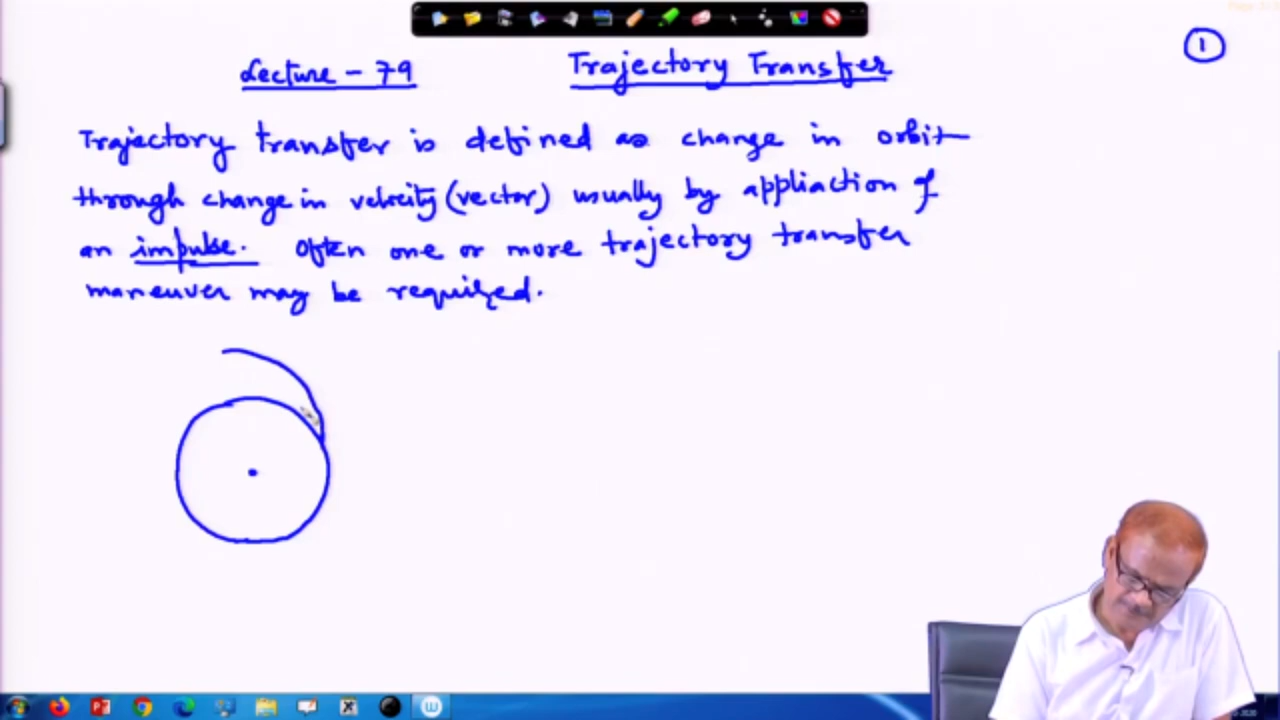 1
Lecture - 79 Trajectory Transfer
Trajectory transfer is defined as change in orbit
through change in velocity (vector) usually by appliaction of
an impulse. Often one or more trajectory transfer
maneuver may be required.